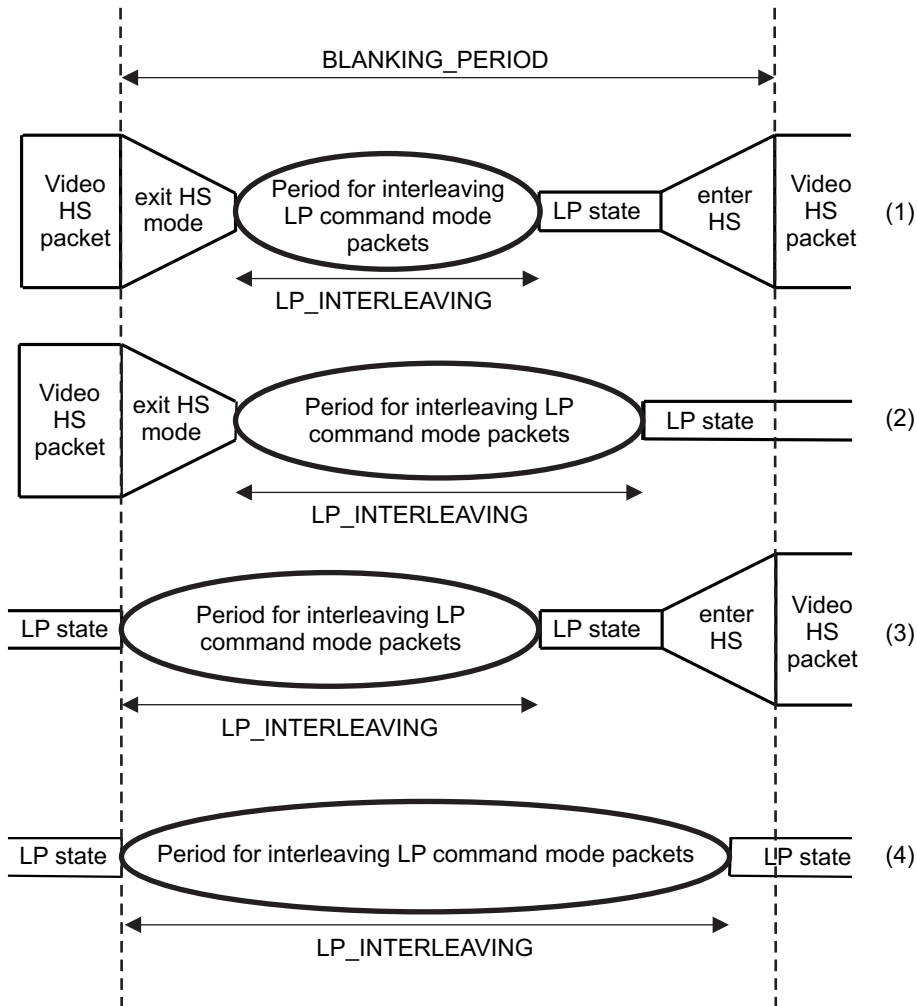 BLANKING_PERIOD
Video
HS
packet
exit HS
mode
Period for interleaving
LP command mode
packets
LP state
enter
HS
Video
HS
packet
(1)
LP_INTERLEAVING
Video
HS
packet
exit HS
mode
Period for interleaving LP
command mode packets
LP state
(2)
LP_INTERLEAVING
LP state
Period for interleaving LP
command mode packets
LP state
enter
HS
Video
HS
packet
(3)
LP_INTERLEAVING
LP state
Period for interleaving LP command mode packets
LP state
(4)
LP_INTERLEAVING